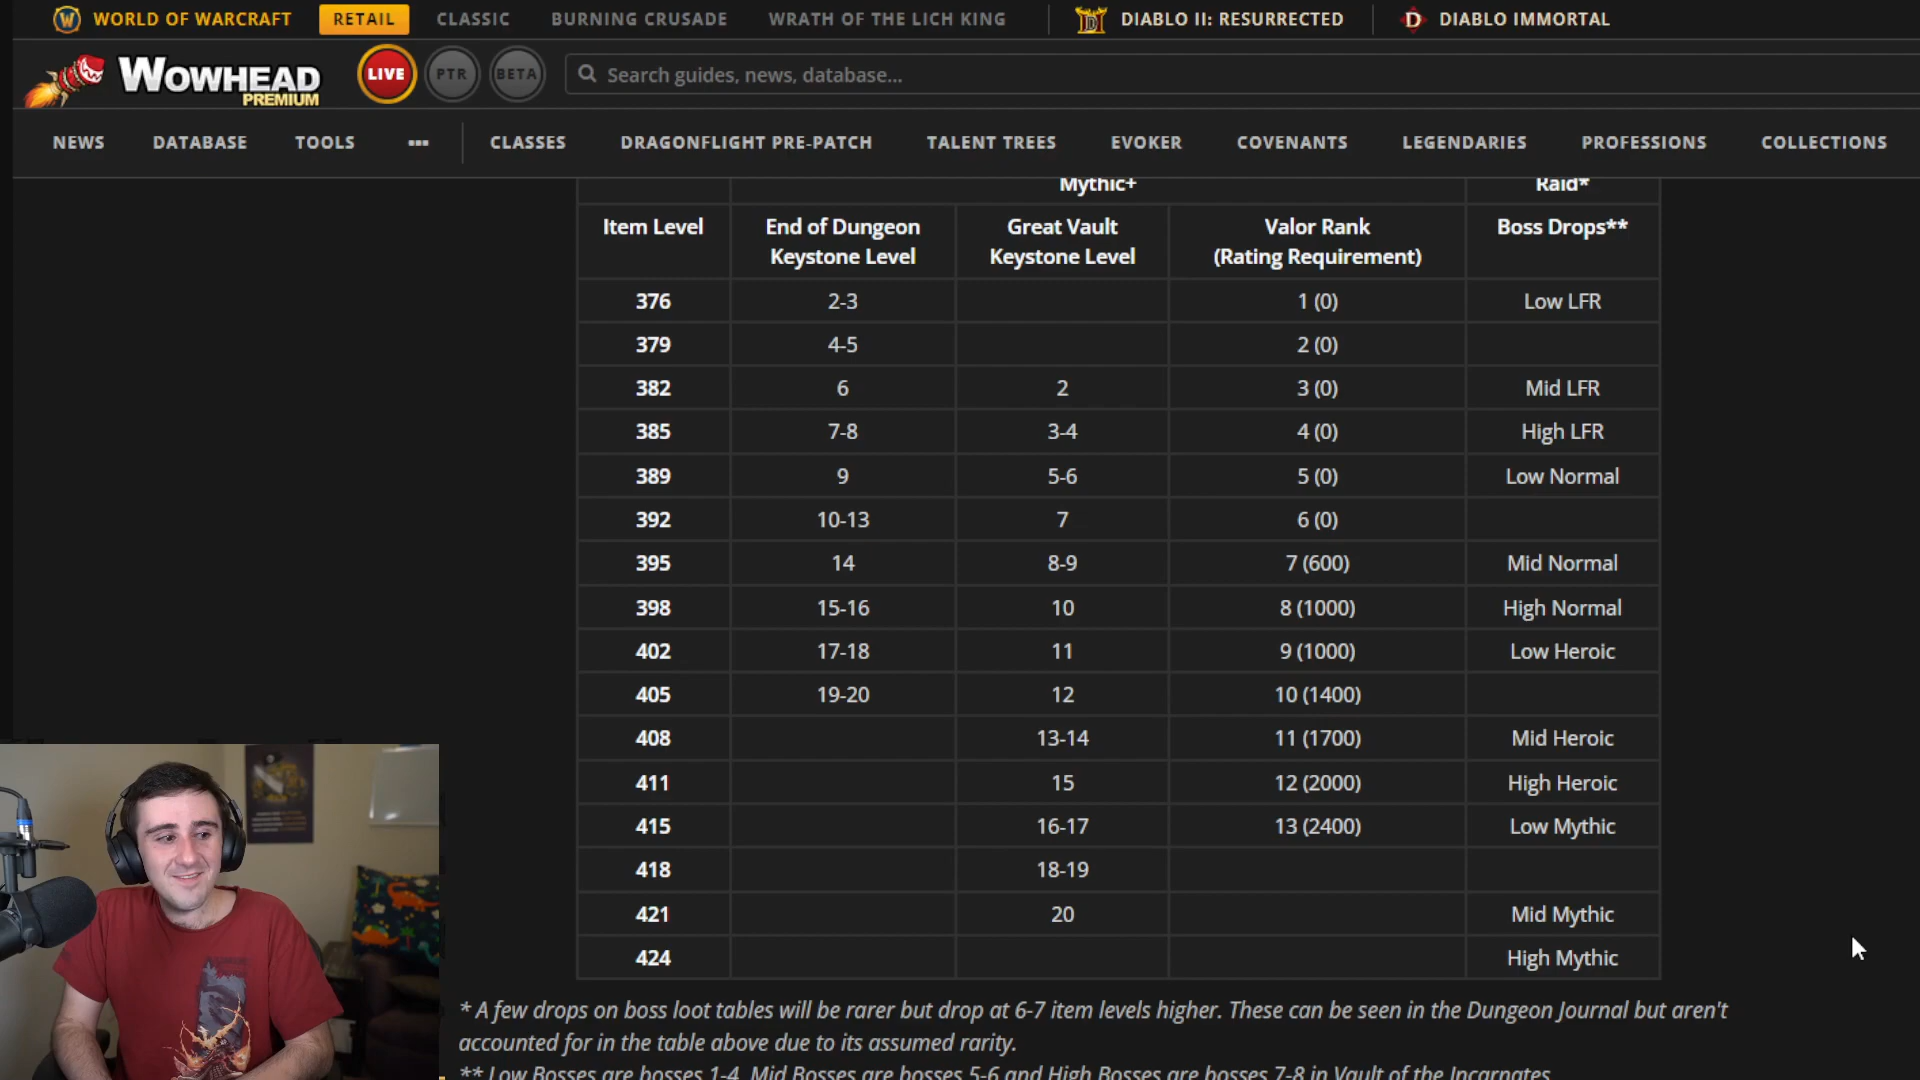 WORLD OF WARCRAFT RETAIL CLASSIC BURNING CRUSADE WRATH OF THE LICH KING DIABLO II: RESURRECTED DIABLO IMMORTAL
WOWHEAD PREMIUM LIVE PTR BETA Search guides, news, database...
NEWS DATABASE TOOLS ••• CLASSES DRAGONFLIGHT PRE-PATCH TALENT TREES EVOKER COVENANTS LEGENDARIES PROFESSIONS COLLECTIONS
Mythic+ Raid*
Item Level End of Dungeon Keystone Level Great Vault Keystone Level Valor Rank (Rating Requirement) Boss Drops**
376 2-3 1 (0) Low LFR
379 4-5 2 (0)
382 6 2 3 (0) Mid LFR
385 7-8 3-4 4 (0) High LFR
389 9 5-6 5 (0) Low Normal
392 10-13 7 6 (0)
395 14 8-9 7 (600) Mid Normal
398 15-16 10 8 (1000) High Normal
402 17-18 11 9 (1000) Low Heroic
405 19-20 12 10 (1400)
408 13-14 11 (1700) Mid Heroic
411 15 12 (2000) High Heroic
415 16-17 13 (2400) Low Mythic
418 18-19
421 20 Mid Mythic
424 High Mythic
* A few drops on boss loot tables will be rarer but drop at 6-7 item levels higher. These can be seen in the Dungeon Journal but aren't
accounted for in the table above due to its assumed rarity.
** Low Bosses are bosses 1-4, Mid Bosses are bosses 5-6 and High Bosses are bosses 7-8 in Vault of the Incarnates